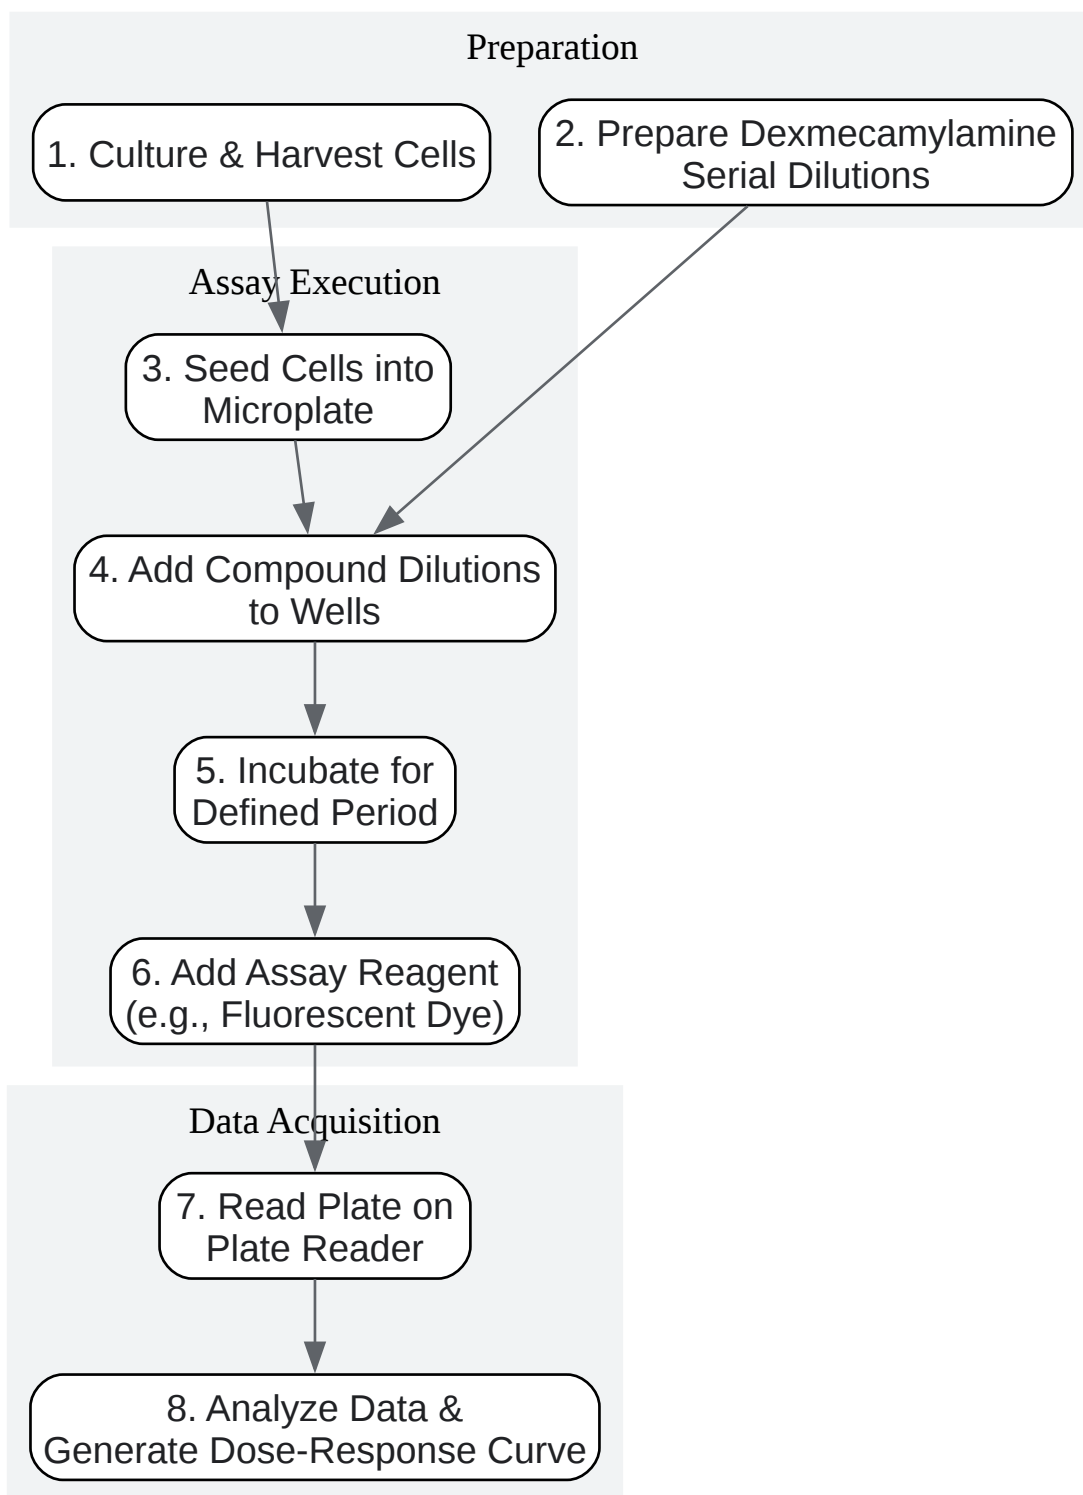 Preparation
1. Culture & Harvest Cells
2. Prepare Dexmecamylamine
Serial Dilutions
Assay Execution
3. Seed Cells into
Microplate
4. Add Compound Dilutions
to Wells
5. Incubate for
Defined Period
6. Add Assay Reagent
(e.g., Fluorescent Dye)
Data Acquisition
7. Read Plate on
Plate Reader
8. Analyze Data &
Generate Dose-Response Curve